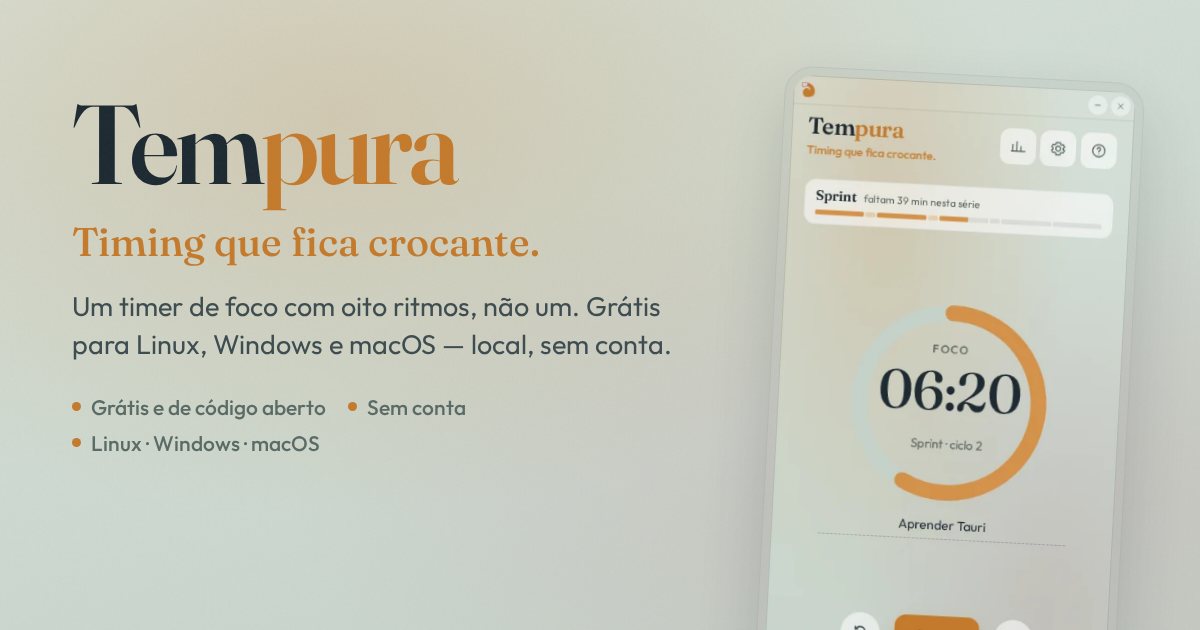 Tempura
Timing que fica crocante.
Um timer de foco com oito ritmos, não um. Grátis
para Linux, Windows e macOS — local, sem conta.
Grátis e de código aberto
Sem conta
Linux · Windows · macOS
Tempura
Timing que fica crocante.
Sprint faltam 39 min nesta série
FOCO
06:20
Sprint · ciclo 2
Aprender Tauri